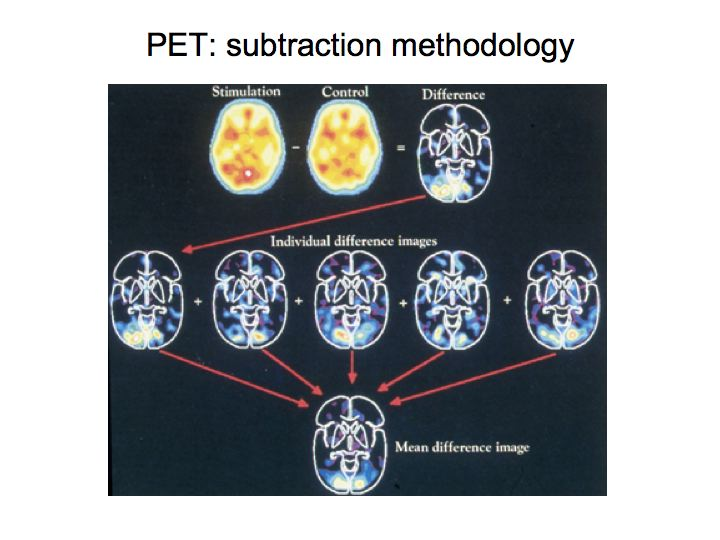 PET: subtraction methodology
Stimulation Control Difference
- =
Individual difference images
+ + + +
Mean difference image